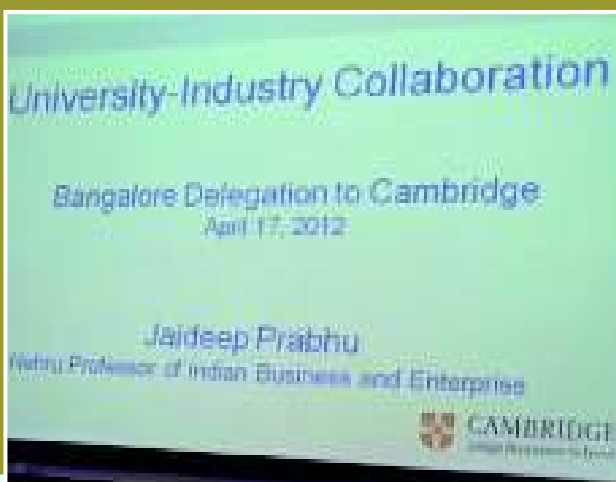 University-Industry Collaboration
Bangalore Delegation to Cambridge
April 17, 2012
Jaideep Prabhu
Nehru Professor of Indian Business and Enterprise
CAMBRIDGE